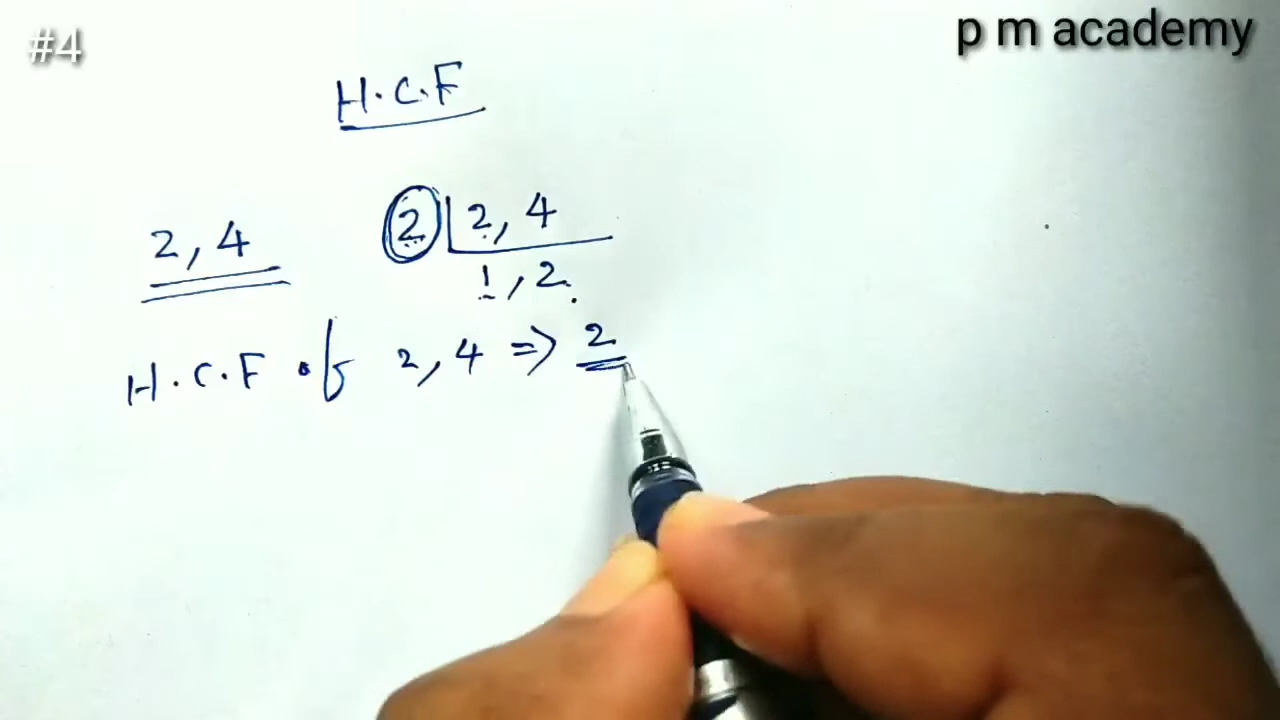 #4
p m academy
H.C.F
2, 4
2 | 2, 4
1, 2
H.C.F of 2, 4 => 2